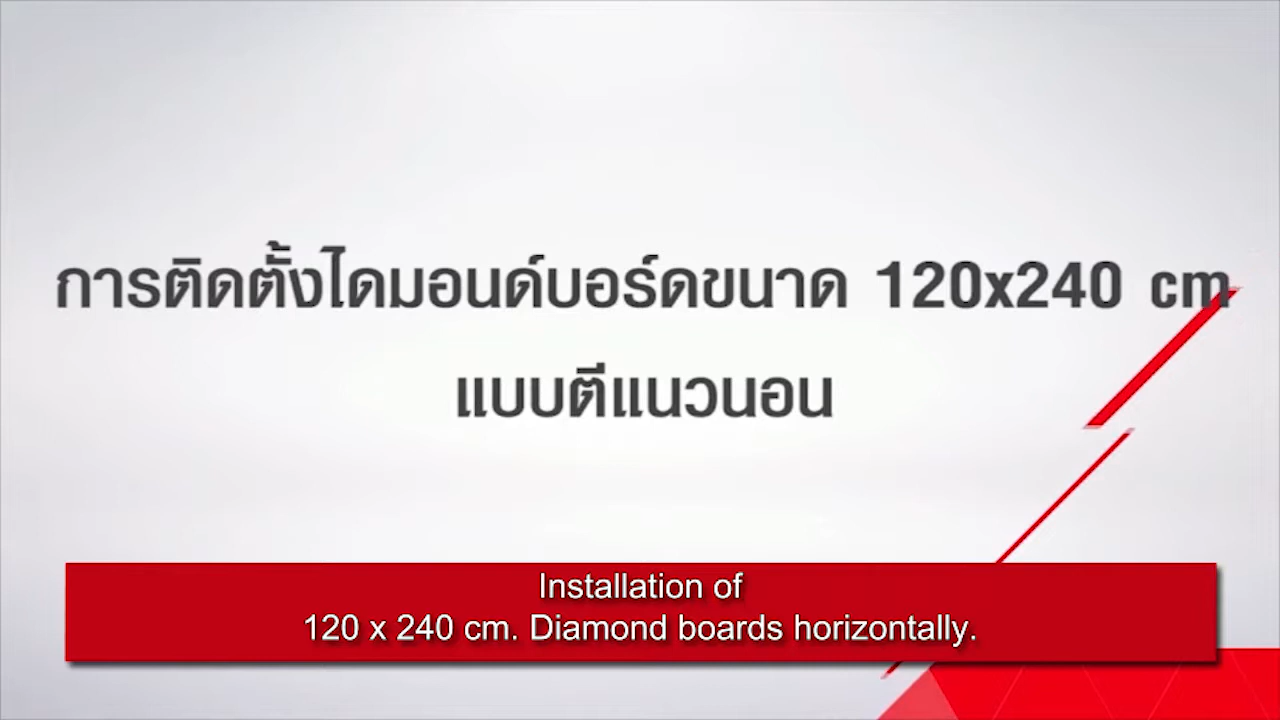 การติดตั้งไดมอนด์บอร์ดขนาด 120x240 cm
แบบตีแนวนอน
Installation of
120 x 240 cm. Diamond boards horizontally.